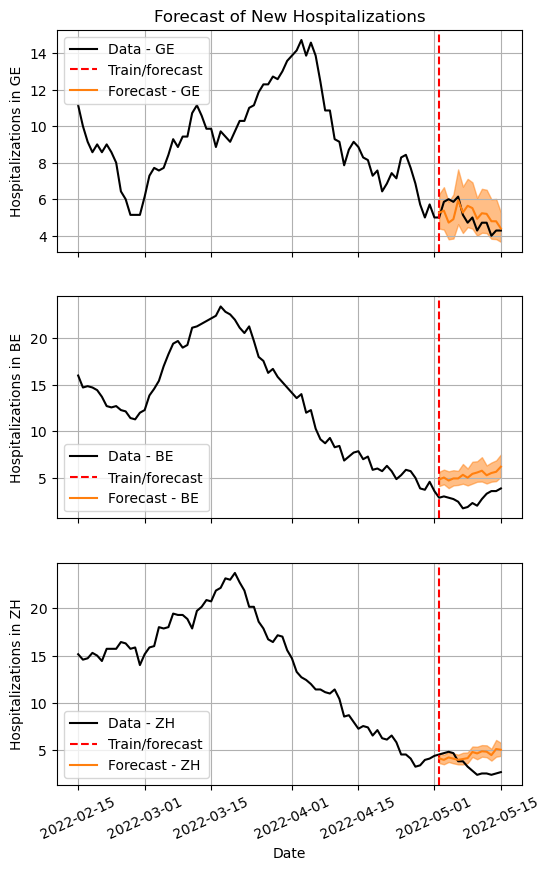 Forecast of New Hospitalizations
Hospitalizations in GE
14
12
10
8
6
4
Data - GE
Train/forecast
Forecast - GE
Hospitalizations in BE
20
15
10
5
Data - BE
Train/forecast
Forecast - BE
Hospitalizations in ZH
20
15
10
5
Data - ZH
Train/forecast
Forecast - ZH
2022-02-15
2022-03-01
2022-03-15
2022-04-01
2022-04-15
2022-05-01
2022-05-15
Date